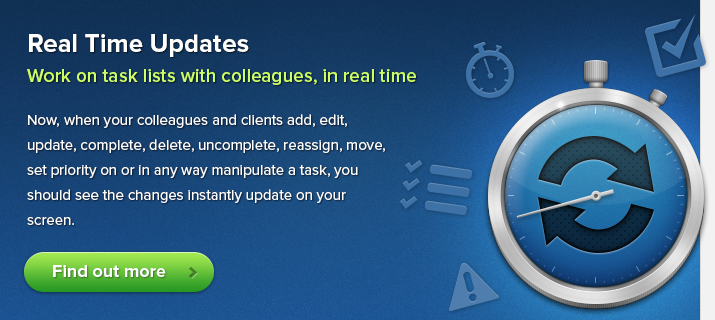 Real Time Updates
Work on task lists with colleagues, in real time
Now, when your colleagues and clients add, edit,
update, complete, delete, uncomplete, reassign, move,
set priority on or in any way manipulate a task, you
should see the changes instantly update on your
screen.
Find out more